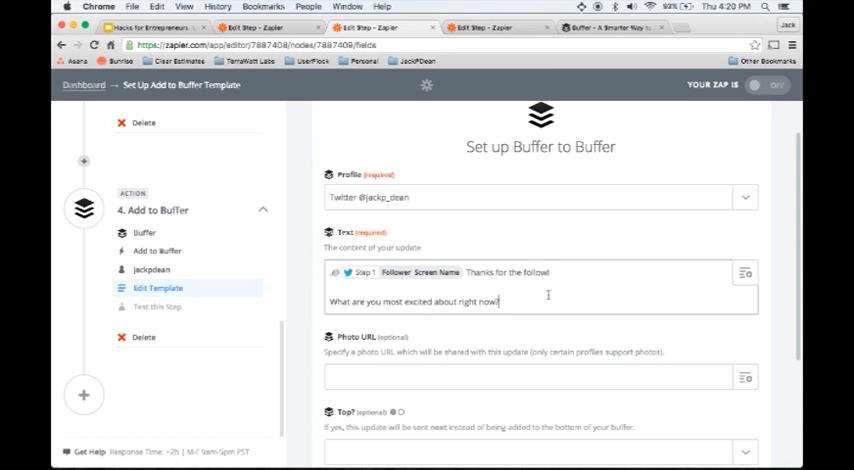 Chrome File Edit View History Bookmarks People Window Help 93% Thu 4:20 PM
Hacks for Entrepreneurs. Edit Step - Zapier Edit Step - Zapier Edit Step - Zapier Buffer - A Smarter Way to Jack
https://zapier.com/app/editor/7887408/nodes/7887409/fields
Asana Sunrise Clear Estimates TerraWatt Labs UserFlock Personal JackPDean Other Bookmarks
Dashboard → Set Up Add to Buffer Template YOUR ZAP IS OFF
Delete
ACTION
4. Add to Buffer
Buffer
Add to Buffer
jackpdean
Edit Template
Test this Step
Delete
Get Help Response Time: ~2h | M-F 9am-5pm PST
Set up Buffer to Buffer
Profile (required)
Twitter @jackp_dean
Text (required)
The content of your update
.@ Step 1 Follower Screen Name Thanks for the follow!
What are you most excited about right now?
Photo URL (optional)
Specify a photo URL which will be shared with this update (only certain profiles support photos).
Top? (optional)
If yes, this update will be sent next instead of being added to the bottom of your buffer.